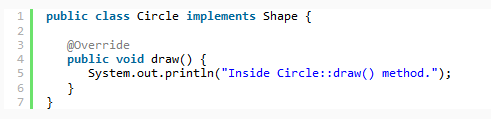 1 public class Circle implements Shape {
2
3 @Override
4 public void draw() {
5 System.out.println("Inside Circle::draw() method.");
6 }
7 }